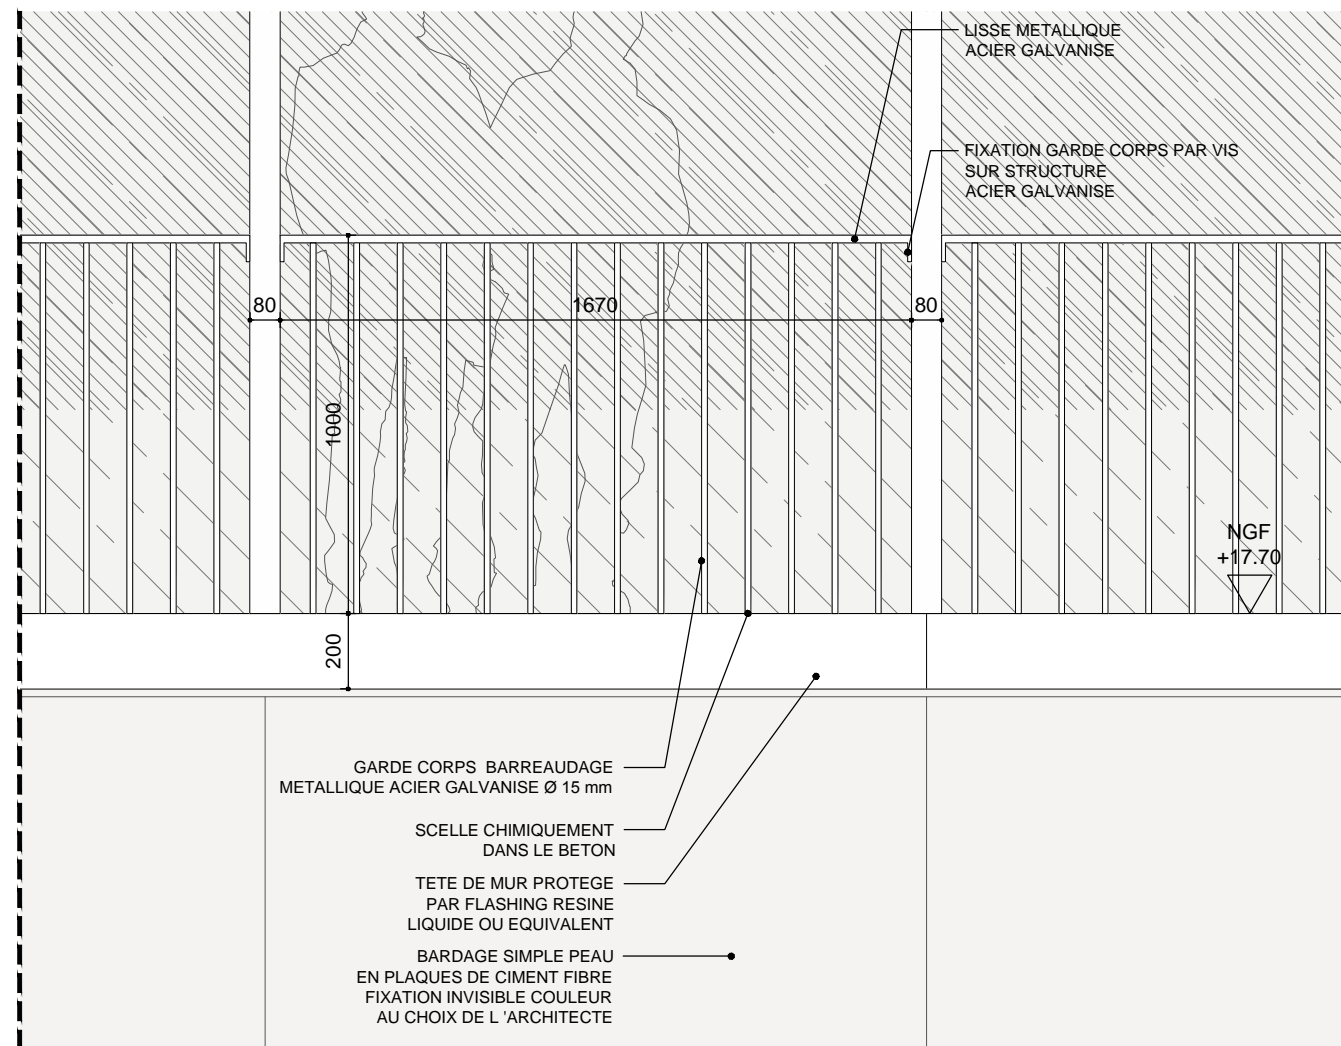 LISSE METALLIQUE
ACIER GALVANISE
FIXATION GARDE CORPS PAR VIS
SUR STRUCTURE
ACIER GALVANISE
80
1670
80
1000
NGF
+17.70
200
GARDE CORPS BARREAUDAGE
METALLIQUE ACIER GALVANISE Ø 15 mm
SCELLE CHIMIQUEMENT
DANS LE BETON
TETE DE MUR PROTEGE
PAR FLASHING RESINE
LIQUIDE OU EQUIVALENT
BARDAGE SIMPLE PEAU
EN PLAQUES DE CIMENT FIBRE
FIXATION INVISIBLE COULEUR
AU CHOIX DE L 'ARCHITECTE